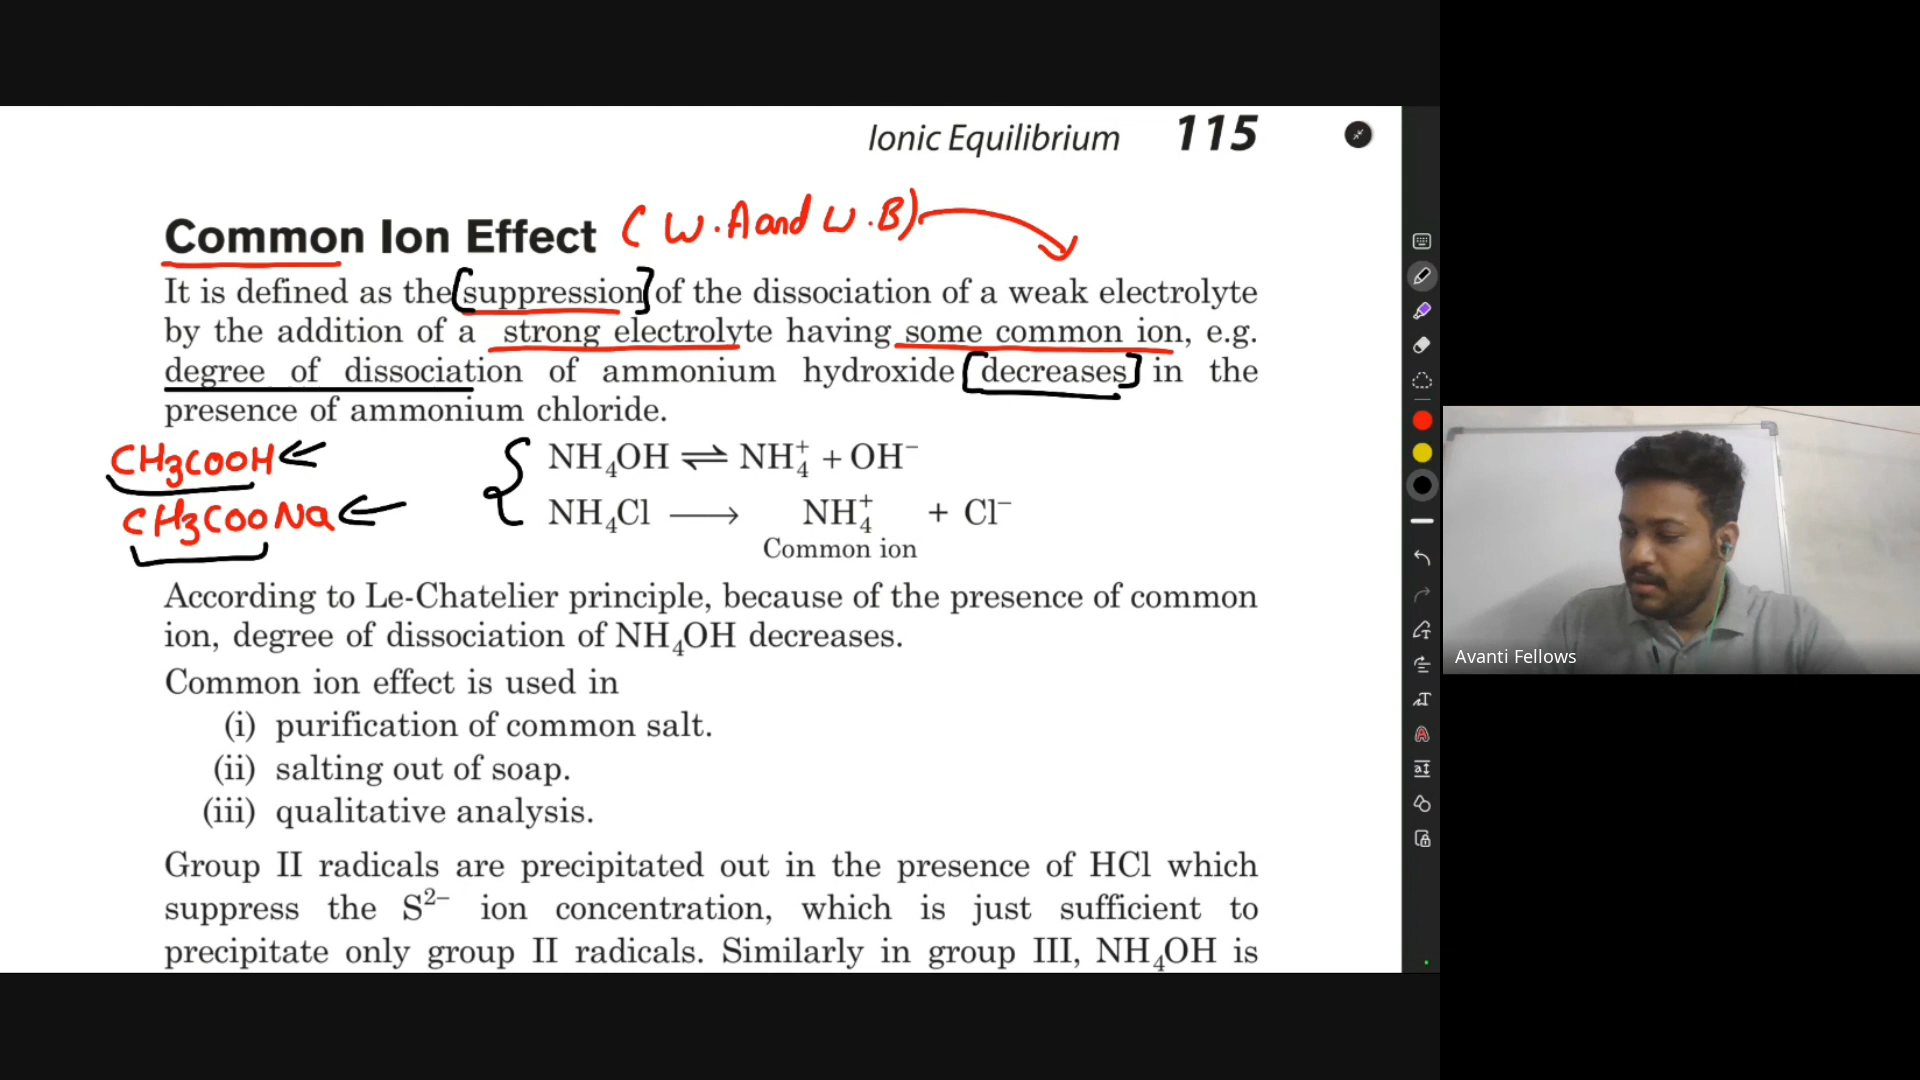 Ionic Equilibrium 115
Common Ion Effect ( W.A and W.B)
It is defined as the [suppression] of the dissociation of a weak electrolyte
by the addition of a strong electrolyte having some common ion, e.g.
degree of dissociation of ammonium hydroxide [decreases] in the
presence of ammonium chloride.
CH3COOH
NH₄OH ⇌ NH₄⁺ + OH⁻
CH3COONa
NH₄Cl ⟶ NH₄⁺ + Cl⁻
Common ion
According to Le-Chatelier principle, because of the presence of common
ion, degree of dissociation of NH₄OH decreases.
Common ion effect is used in
(i) purification of common salt.
(ii) salting out of soap.
(iii) qualitative analysis.
Group II radicals are precipitated out in the presence of HCl which
suppress the S²⁻ ion concentration, which is just sufficient to
precipitate only group II radicals. Similarly in group III, NH₄OH is
Avanti Fellows